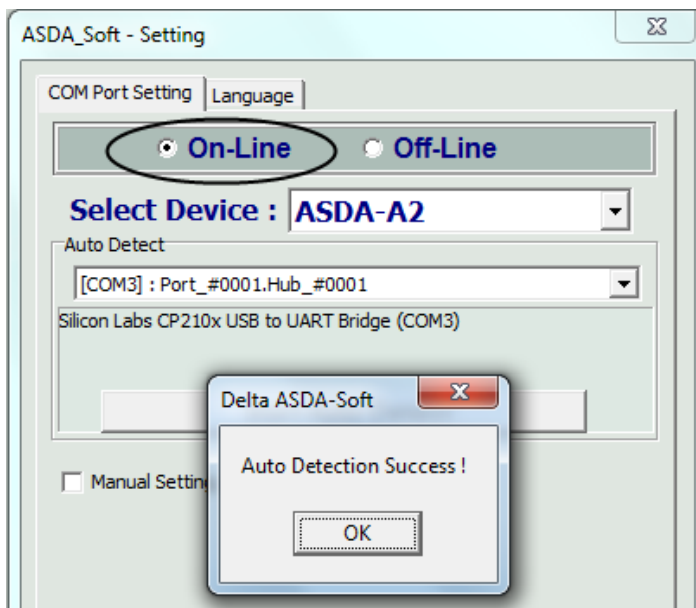 ASDA_Soft - Setting
COM Port Setting
Language
On-Line
Off-Line
Select Device : ASDA-A2
Auto Detect
[COM3] : Port_#0001.Hub_#0001
Silicon Labs CP210x USB to UART Bridge (COM3)
Delta ASDA-Soft
Auto Detection Success !
Manual Setting
OK